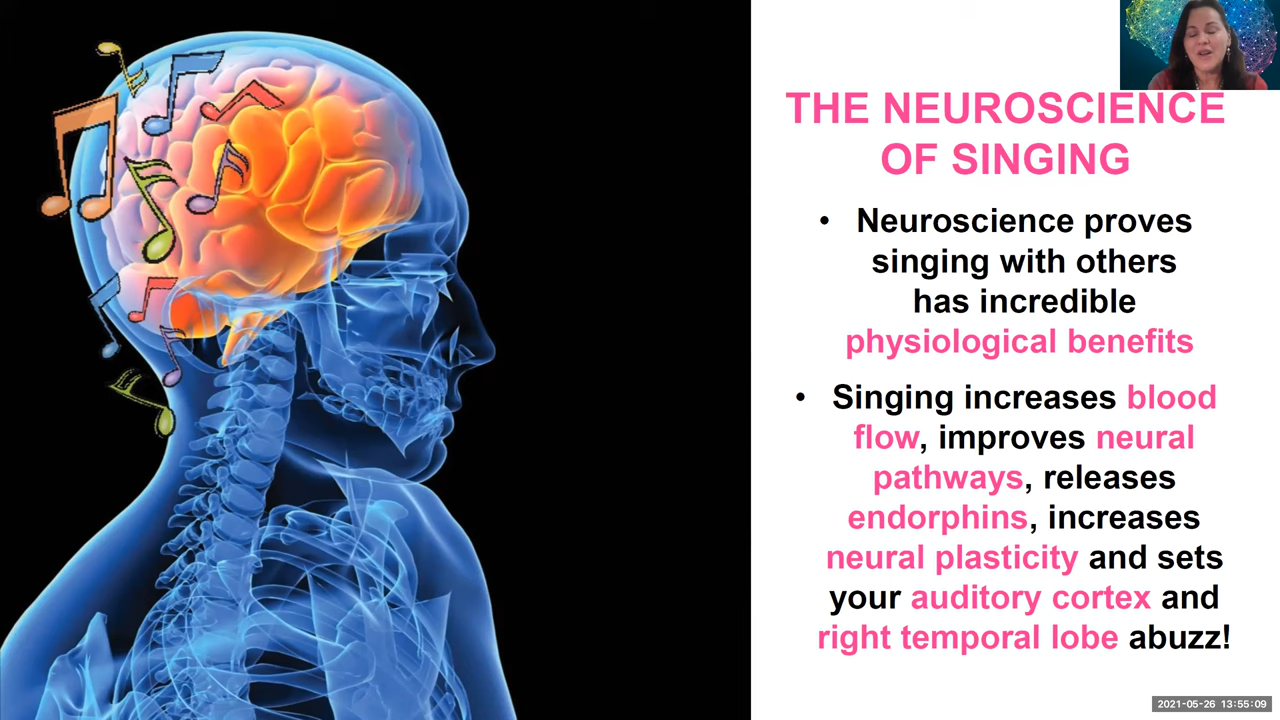 THE NEUROSCIENCE
OF SINGING
• Neuroscience proves
singing with others
has incredible
physiological benefits
• Singing increases blood
flow, improves neural
pathways, releases
endorphins, increases
neural plasticity and sets
your auditory cortex and
right temporal lobe abuzz!
2021-05-26 13:55:09